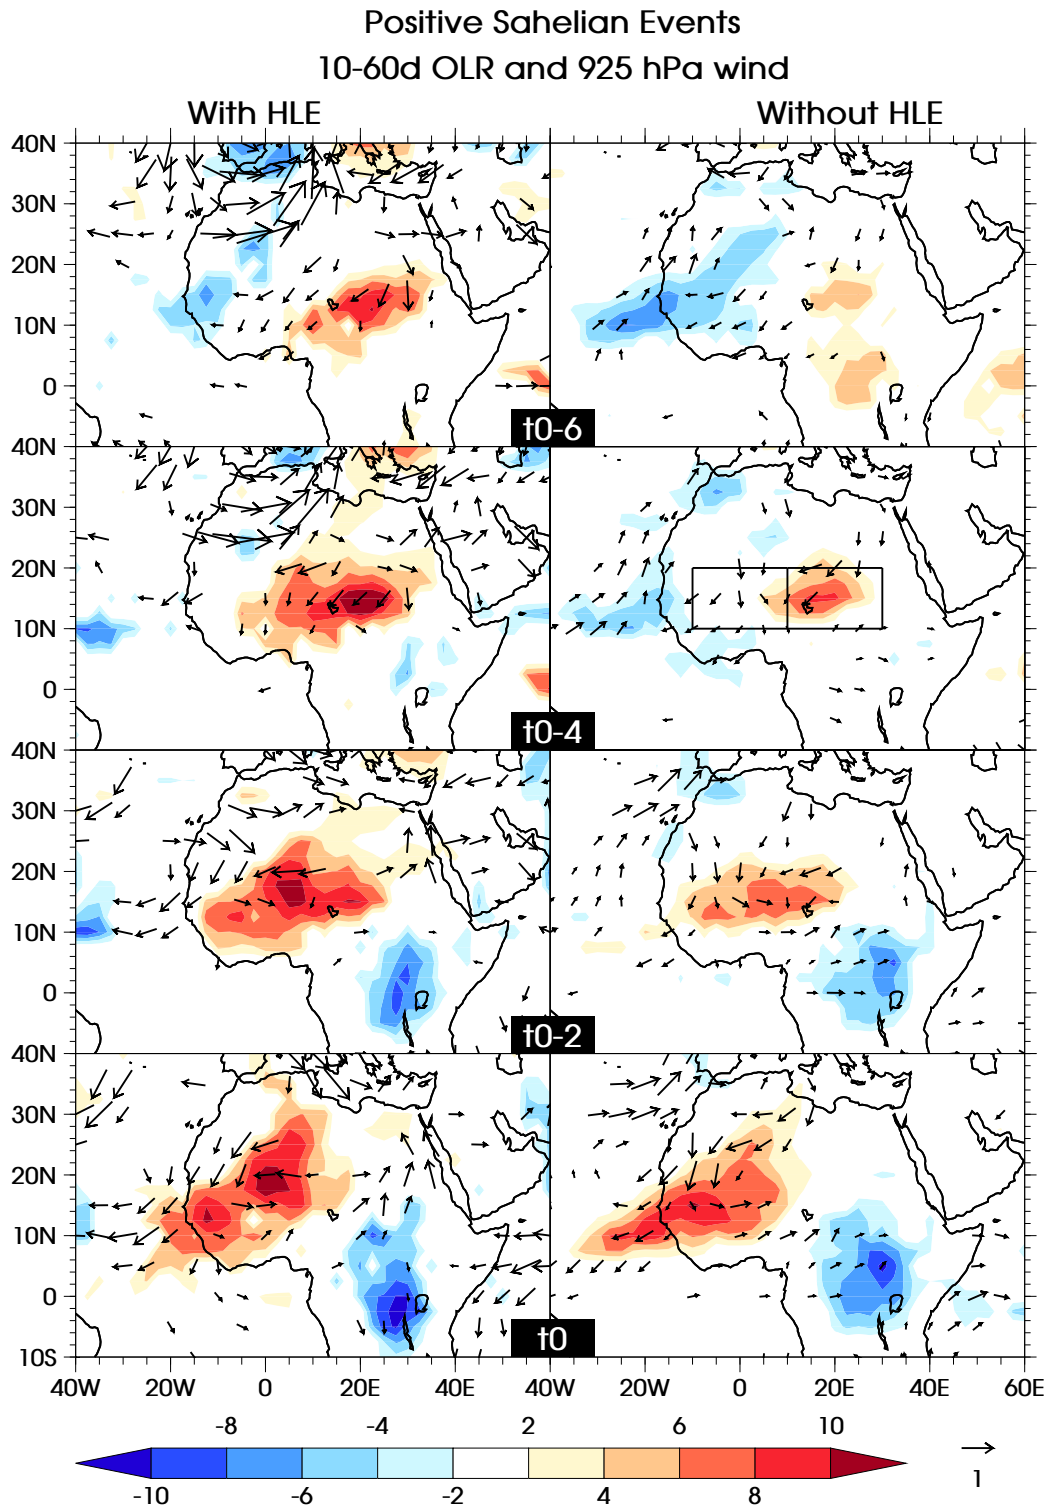 Positive Sahelian Events
10-60d OLR and 925 hPa wind
With HLE Without HLE
40N
30N
20N
10N
0
t0-6
40N
30N
20N
10N
0
t0-4
40N
30N
20N
10N
0
t0-2
40N
30N
20N
10N
0
t0
10S
40W 20W 0 20E 40E 20W 0 20E 40E 60E
-8 -4 2 6 10
-10 -6 -2 4 8
1